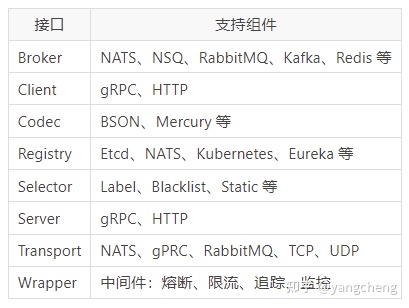 接口 支持组件
Broker NATS、NSQ、RabbitMQ、Kafka、Redis 等
Client gRPC、HTTP
Codec BSON、Mercury 等
Registry Etcd、NATS、Kubernetes、Eureka 等
Selector Label、Blacklist、Static 等
Server gRPC、HTTP
Transport NATS、gPRC、RabbitMQ、TCP、UDP
Wrapper 中间件：熔断、限流、追踪、监控
知乎 @yangcheng